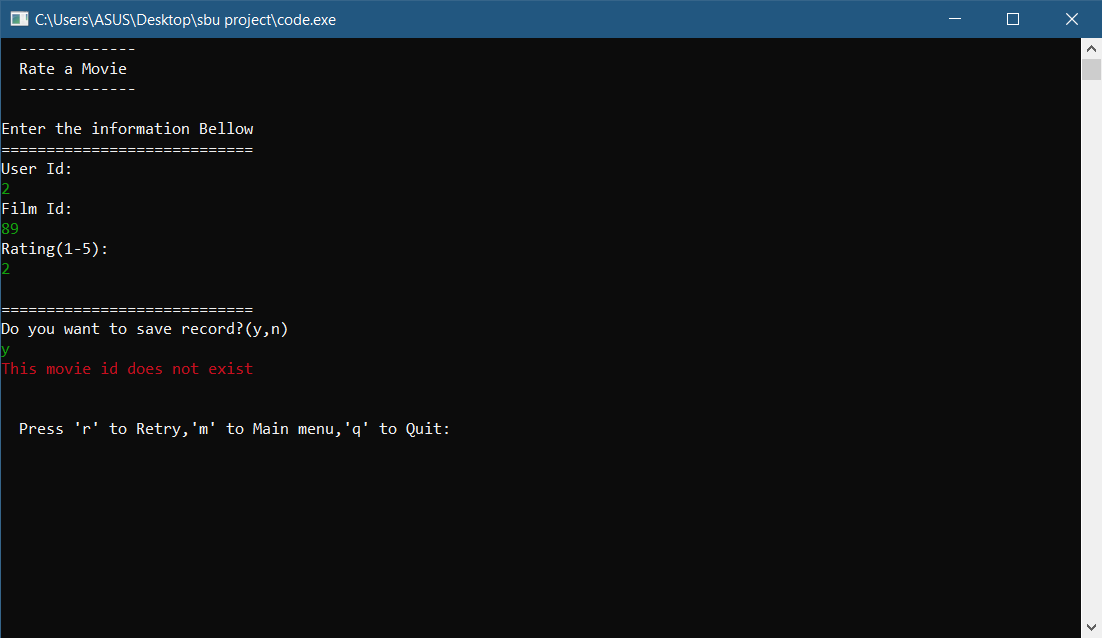 C:\Users\ASUS\Desktop\sbu project\code.exe
-------------
Rate a Movie
-------------
Enter the information Bellow
============================
User Id:
2
Film Id:
89
Rating(1-5):
2
============================
Do you want to save record?(y,n)
y
This movie id does not exist
Press 'r' to Retry,'m' to Main menu,'q' to Quit: